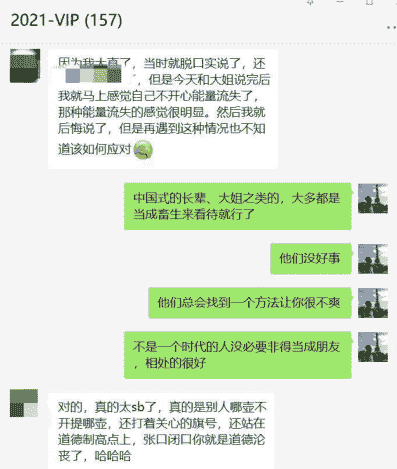 2021-VIP (157)
因为我太真了，当时就脱口实说了，还
了，但是今天和大姐说完后
我就马上感觉自己不开心能量流失了，
那种能量流失的感觉很明显。然后我就
后悔说了，但是再遇到这种情况也不知
道该如何应对
中国式的长辈、大姐之类的，大多都是
当成畜生来看待就行了
他们没好事
他们总会找到一个方法让你很不爽
不是一个时代的人没必要非得当成朋友
，相处的很好
对的，真的太sb了，真的是别人哪壶不
开提哪壶，还打着关心的旗号，还站在
道德制高点上，张口闭口你就是道德沦
丧了，哈哈哈